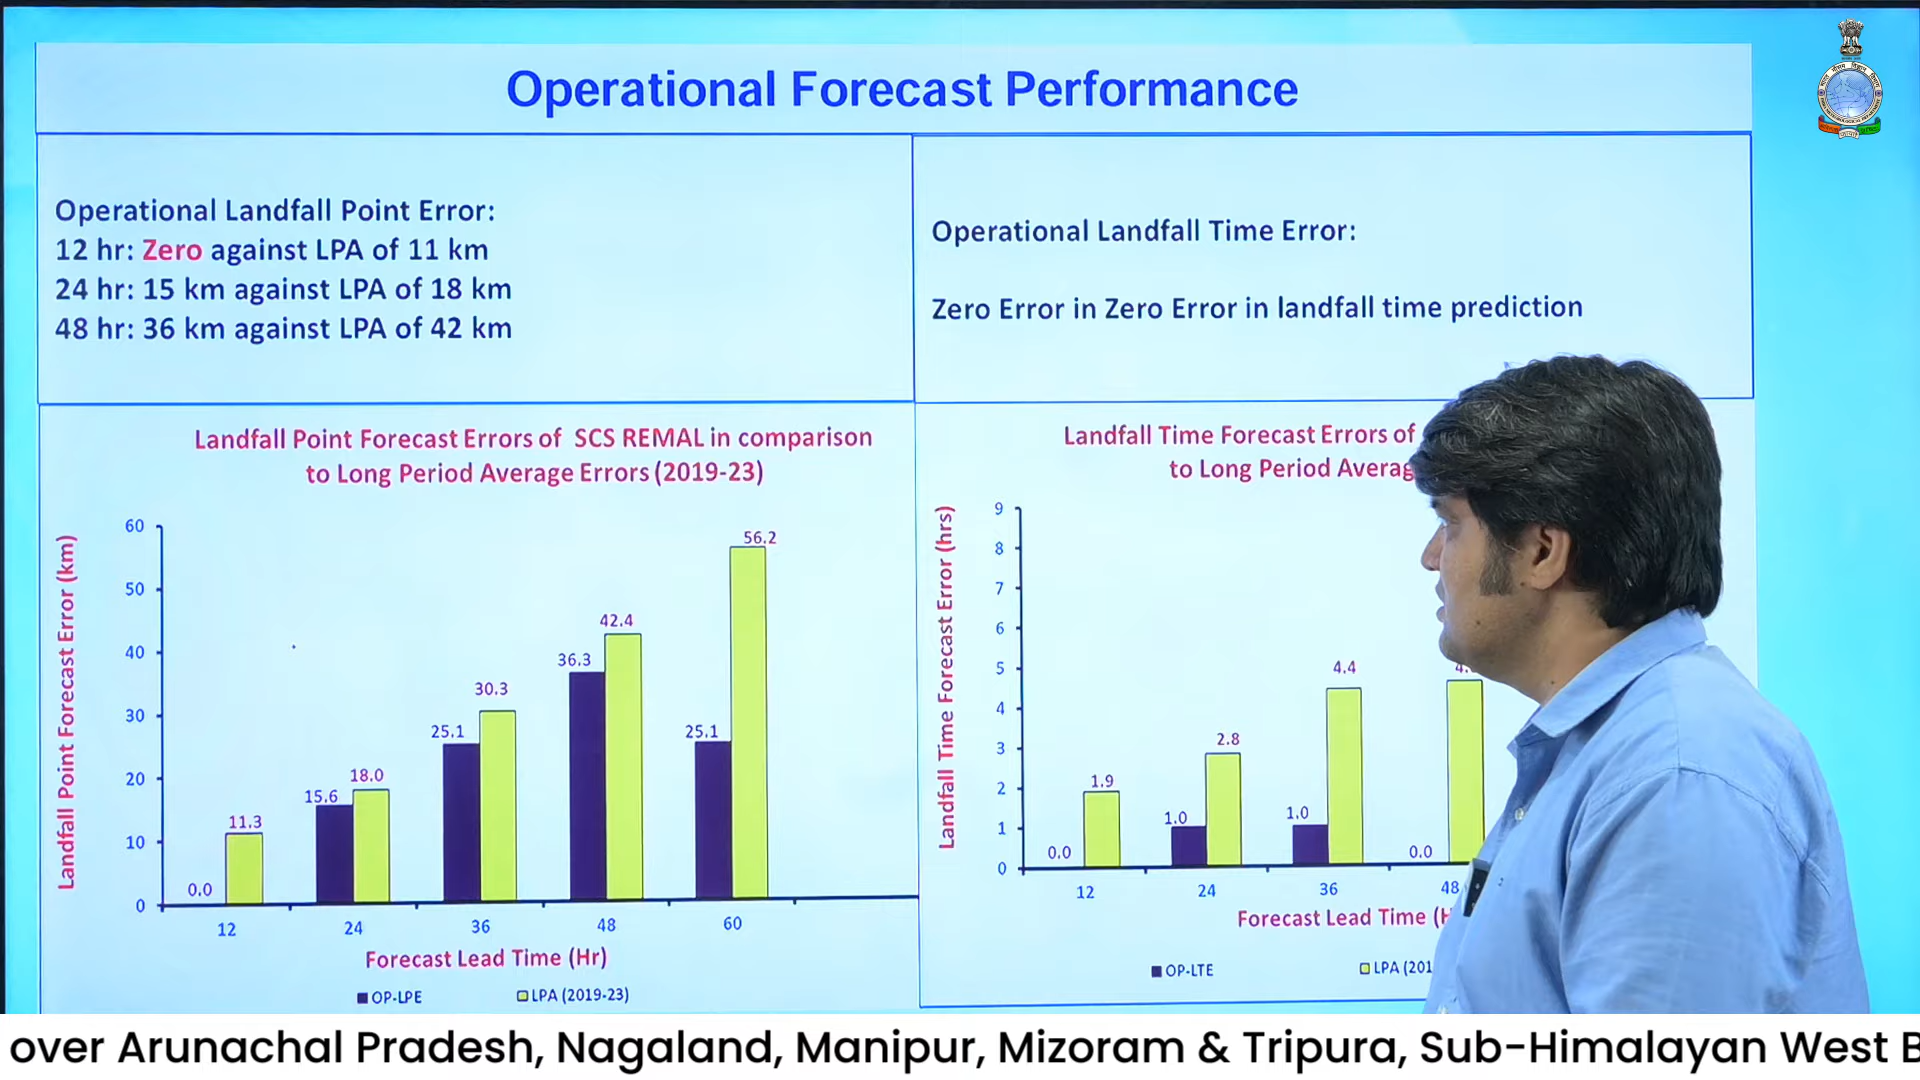 Operational Forecast Performance
Operational Landfall Point Error:
12 hr: Zero against LPA of 11 km
24 hr: 15 km against LPA of 18 km
48 hr: 36 km against LPA of 42 km
Operational Landfall Time Error:
Zero Error in Zero Error in landfall time prediction
Landfall Point Forecast Errors of SCS REMAL in comparison
to Long Period Average Errors (2019-23)
Landfall Point Forecast Error (km)
60
50
40
30
20
10
0
0.0
11.3
15.6
18.0
25.1
30.3
36.3
42.4
25.1
56.2
12
24
36
48
60
Forecast Lead Time (Hr)
OP-LPE
LPA (2019-23)
Landfall Time Forecast Errors of
to Long Period
Landfall Time Forecast Error (hrs)
9
8
7
6
5
4
3
2
1
0
0.0
1.9
1.0
2.8
1.0
4.4
0.0
12
24
36
48
Forecast Lead Time
OP-LTE
LPA
over Arunachal Pradesh, Nagaland, Manipur, Mizoram & Tripura, Sub-Himalayan West